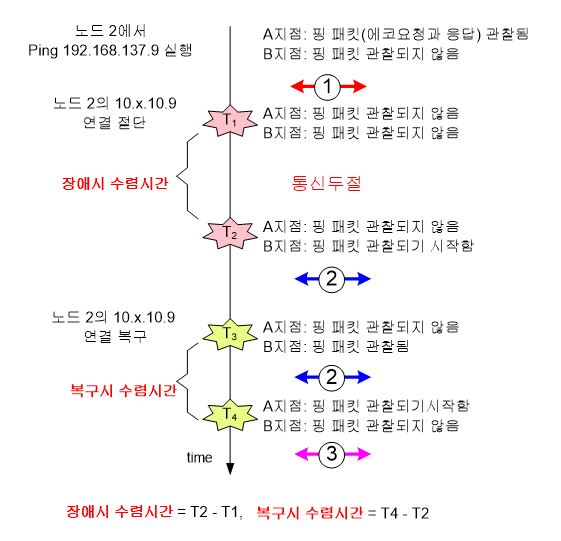 노드 2에서
Ping 192.168.137.9 실행
A지점: 핑 패킷(에코요청과 응답) 관찰됨
B지점: 핑 패킷 관찰되지 않음
1
노드 2의 10.x.10.9
연결 절단
T1
A지점: 핑 패킷 관찰되지 않음
B지점: 핑 패킷 관찰되지 않음
장애시 수렴시간
통신두절
T2
A지점: 핑 패킷 관찰되지 않음
B지점: 핑 패킷 관찰되기 시작함
2
노드 2의 10.x.10.9
연결 복구
T3
A지점: 핑 패킷 관찰되지 않음
B지점: 핑 패킷 관찰됨
2
복구시 수렴시간
T4
A지점: 핑 패킷 관찰되기시작함
B지점: 핑 패킷 관찰되지 않음
3
time
장애시 수렴시간 = T2 - T1, 복구시 수렴시간 = T4 - T2